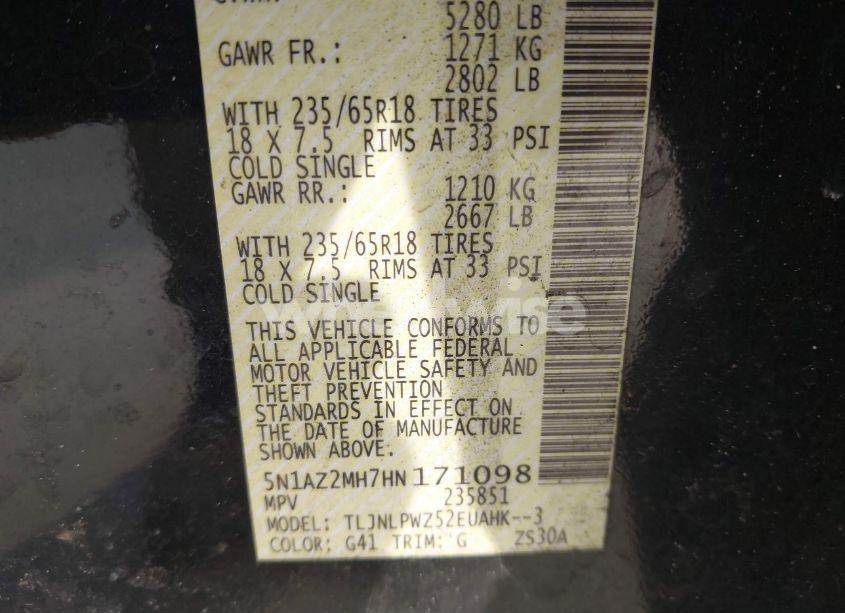 5280 LB
GAWR FR.: 1271 KG
2802 LB
WITH 235/65R18 TIRES
18 X 7.5 RIMS AT 33 PSI
COLD SINGLE
GAWR RR.: 1210 KG
2667 LB
WITH 235/65R18 TIRES
18 X 7.5 RIMS AT 33 PSI
COLD SINGLE
THIS VEHICLE CONFORMS TO
ALL APPLICABLE FEDERAL
MOTOR VEHICLE SAFETY AND
THEFT PREVENTION
STANDARDS IN EFFECT ON
THE DATE OF MANUFACTURE
SHOWN ABOVE.
5N1AZ2MH7HN171098
MPV 235851
MODEL: TLJNLPWZ52EUAHK--3
COLOR: G41 TRIM: G ZS30A